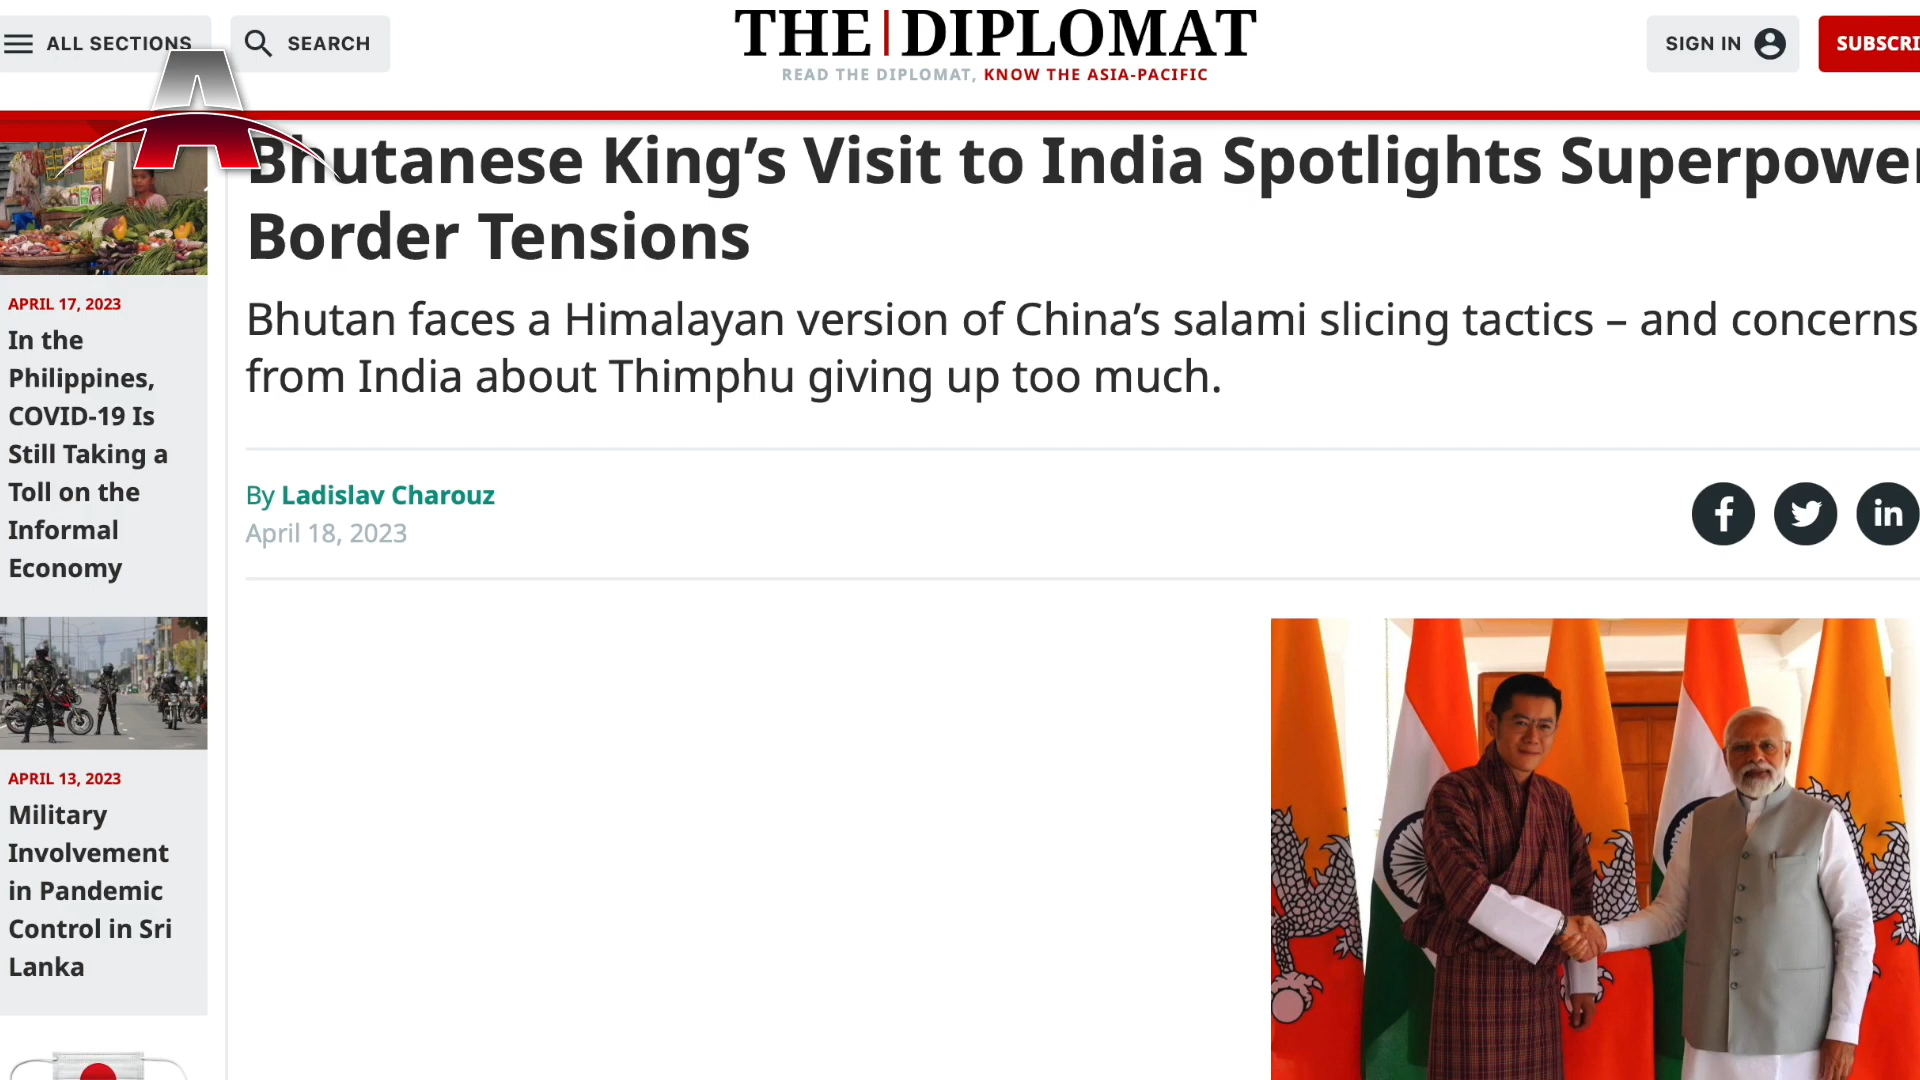 ALL SECTIONS
SEARCH
THE|DIPLOMAT
READ THE DIPLOMAT, KNOW THE ASIA-PACIFIC
SIGN IN
A
Bhutanese King’s Visit to India Spotlights
Border Tensions
Bhutan faces a Himalayan version of China’s salami slicing tactics – and concerns
from India about Thimphu giving up too much.
By Ladislav Charouz
April 18, 2023
APRIL 17, 2023
In the
Philippines,
COVID-19 Is
Still Taking a
Toll on the
Informal
Economy
APRIL 13, 2023
Military
Involvement
in Pandemic
Control in Sri
Lanka